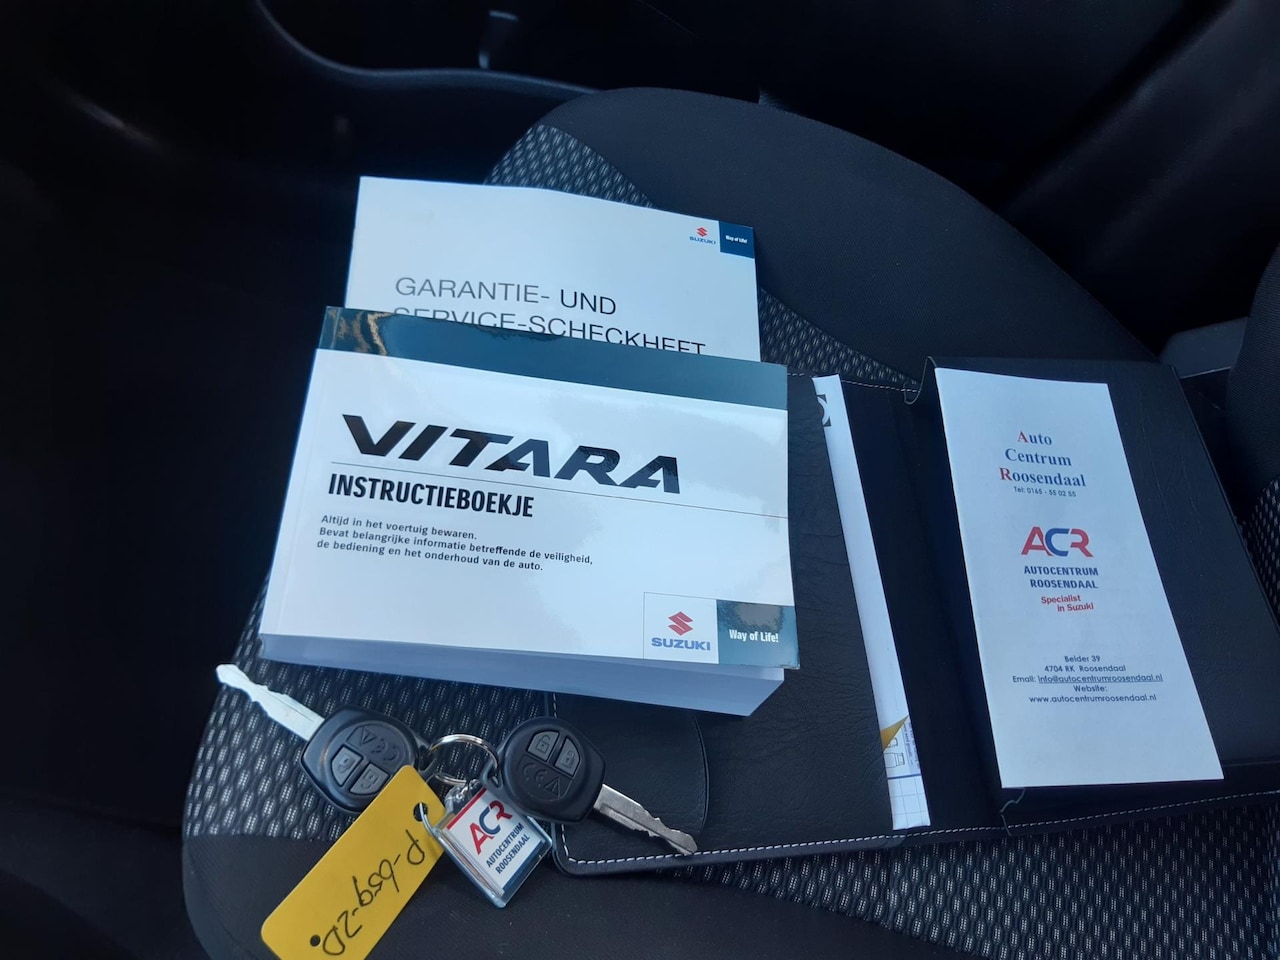 SUZUKI
Way of Life!
GARANTIE- UND
SERVICE-SCHECKHEFT
VITARA
INSTRUCTIEBOEKJE
Altijd in het voertuig bewaren.
Bevat belangrijke informatie betreffende de veiligheid,
de bediening en het onderhoud van de auto.
SUZUKI
Way of Life!
Auto
Centrum
Roosendaal
Tel: 0165 - 55 02 55
ACR
AUTOCENTRUM
ROOSENDAAL
Specialist
in Suzuki
Belder 39
4704 RK Roosendaal
Email: info@autocentrumroosendaal.nl
Website:
www.autocentrumroosendaal.nl
ACR
AUTOCENTRUM
ROOSENDAAL